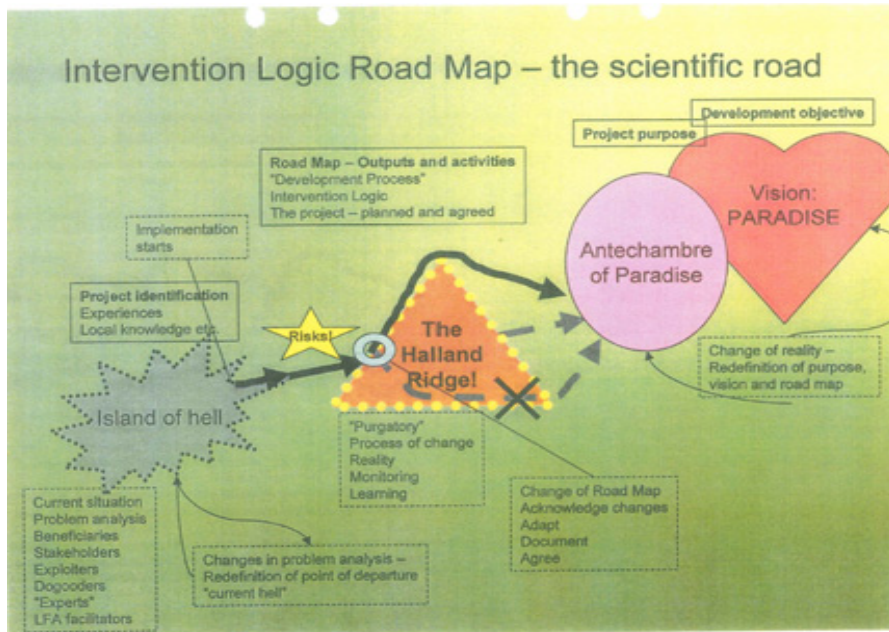 Intervention Logic Road Map – the scientific road
Development objective
Project purpose
Road Map – Outputs and activities
"Development Process"
Intervention Logic
The project – planned and agreed
Vision:
PARADISE
Implementation
starts
Antechambre
of Paradise
Project identification
Experiences
Local knowledge etc.
Risks!
The
Halland
Ridge!
Change of reality –
Redefinition of purpose,
vision and road map
Island of hell
"Purgatory"
Process of change
Reality
Monitoring
Learning
Change of Road Map
Acknowledge changes
Adapt
Document
Agree
Current situation
Problem analysis
Beneficiaries
Stakeholders
Exploiters
Dogooders
"Experts"
LFA facilitators
Changes in problem analysis –
Redefinition of point of departure
"current hell"